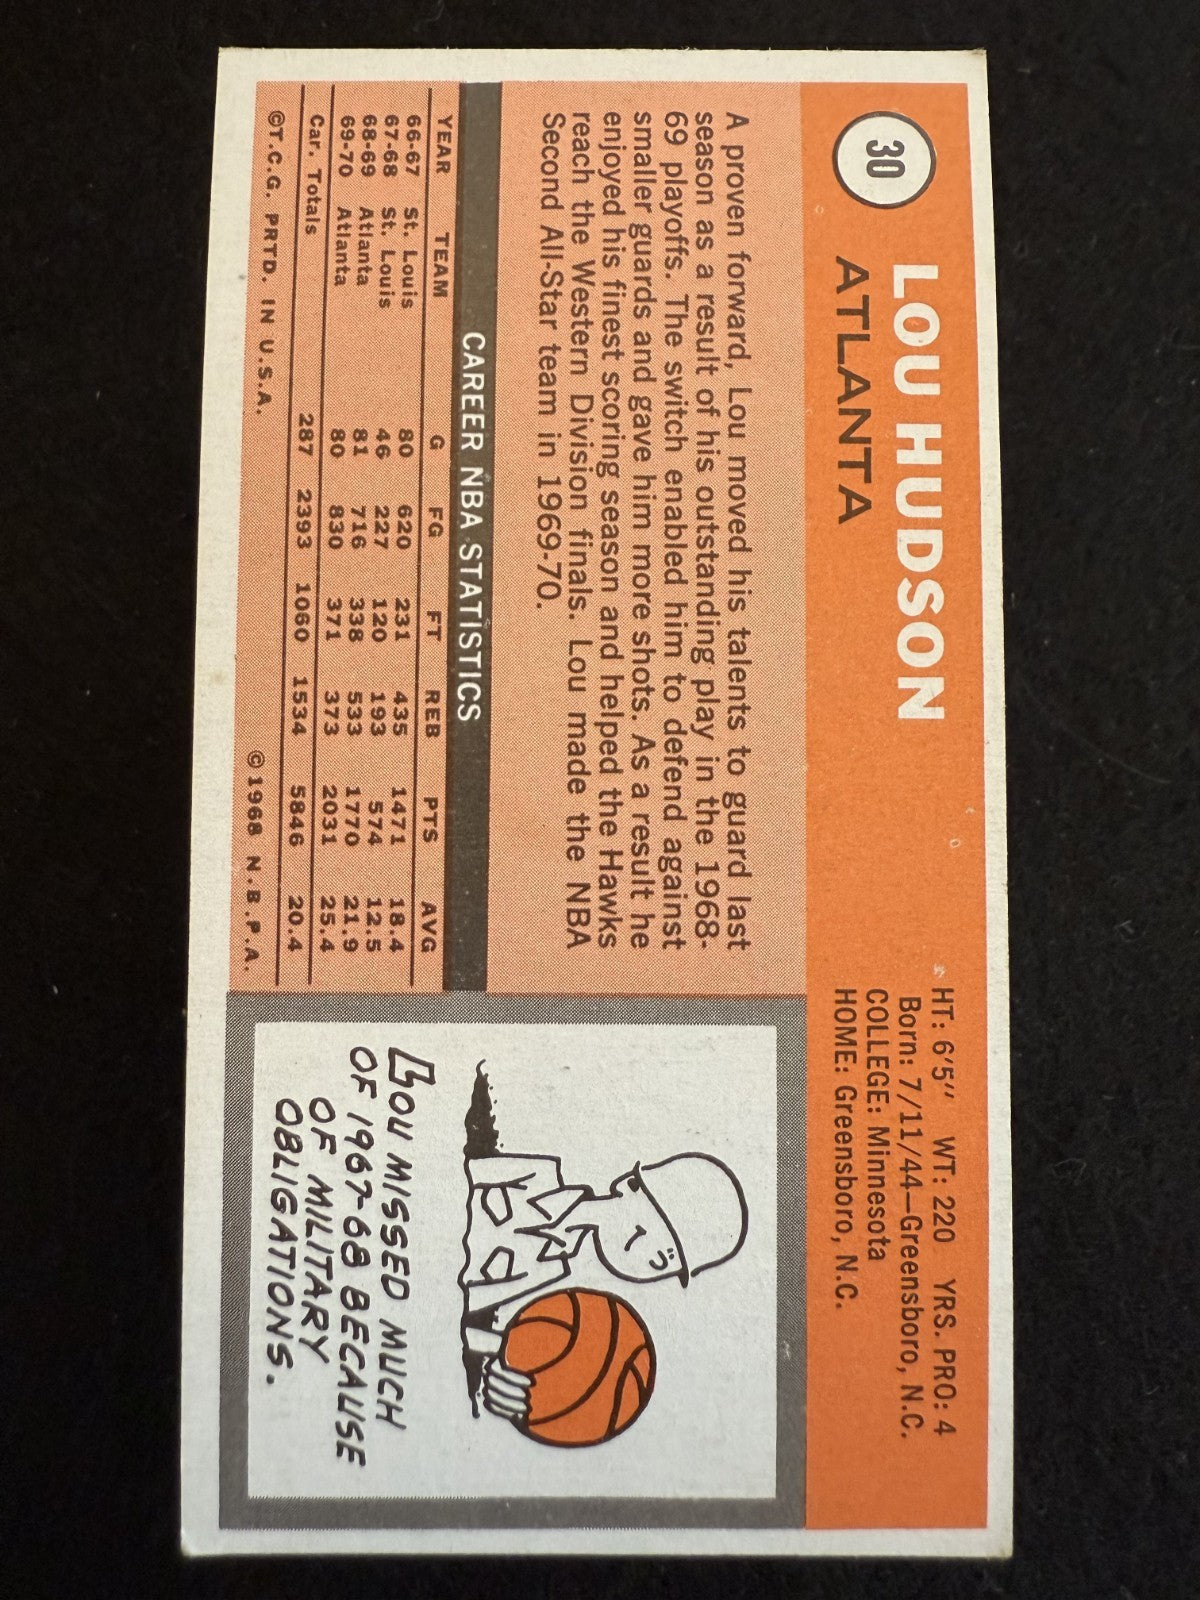 30
LOU HUDSON
ATLANTA
HT: 6'5" WT: 220 YRS. PRO: 4
Born: 7/11/44—Greensboro, N.C.
COLLEGE: Minnesota
HOME: Greensboro, N.C.
A proven forward, Lou moved his talents to guard last
season as a result of his outstanding play in the 1968-
69 playoffs. The switch enabled him to defend against
smaller guards and gave him more shots. As a result he
enjoyed his finest scoring season and helped the Hawks
reach the Western Division finals. Lou made the NBA
Second All-Star team in 1969-70.
CAREER NBA STATISTICS
YEAR TEAM G FG FT REB PTS AVG
66-67 St. Louis 80 620 231 435 1471 18.4
67-68 St. Louis 46 227 120 193 574 12.5
68-69 Atlanta 81 716 338 533 1770 21.9
69-70 Atlanta 80 830 371 373 2031 25.4
Car. Totals 287 2393 1060 1534 5846 20.4
©T.C.G. PRTD. IN U.S.A. ©1968 N.B.P.A.
LOU MISSED MUCH
OF 1967-68 BECAUSE
OF MILITARY
OBLIGATIONS.